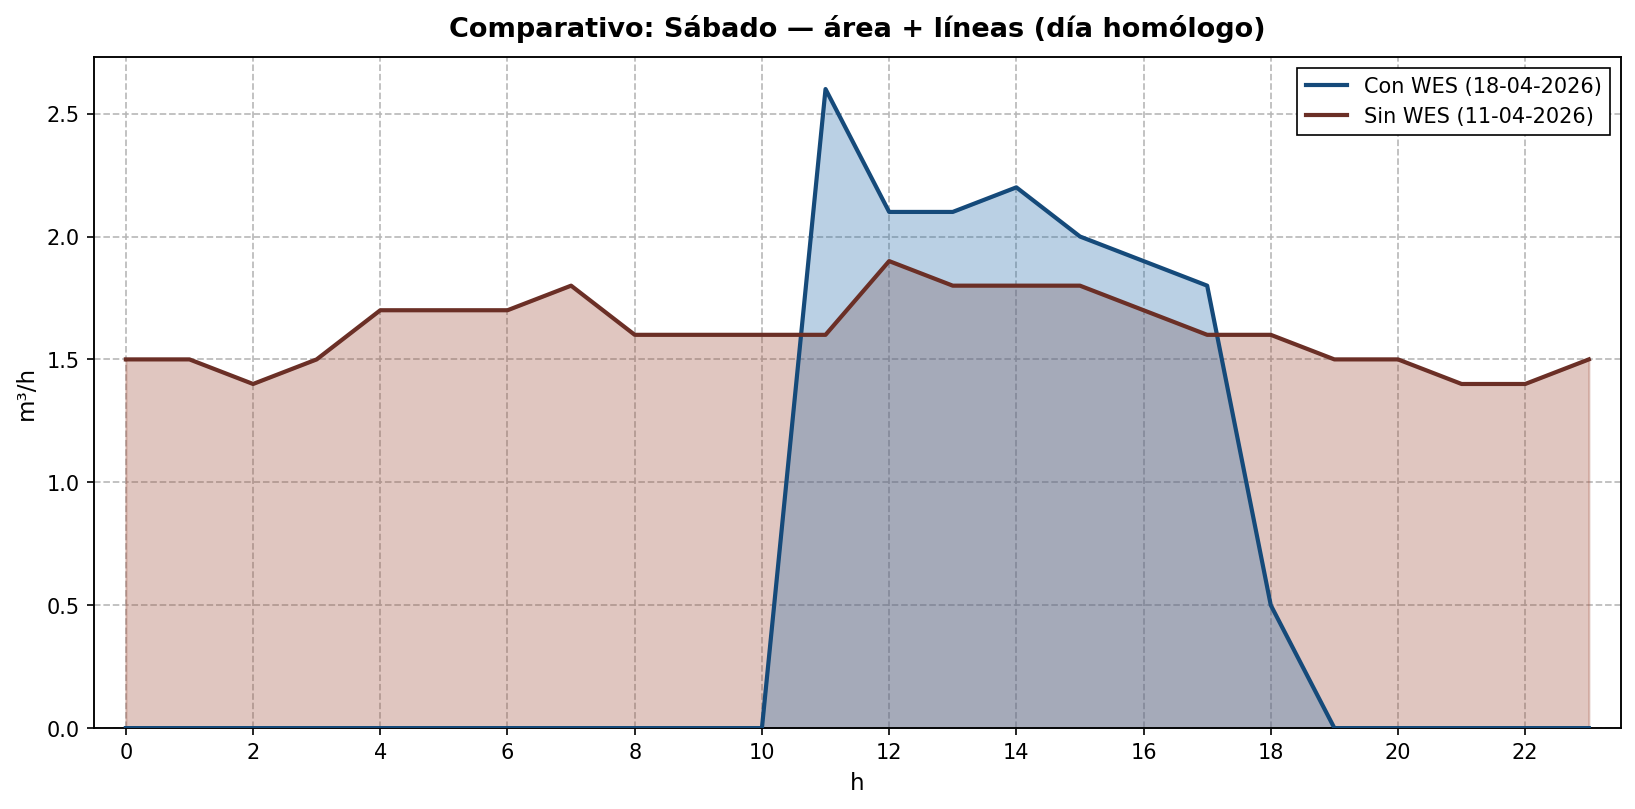 Comparativo: Sábado — área + líneas (día homólogo)
Con WES (18-04-2026)
Sin WES (11-04-2026)
2.5
2.0
1.5
1.0
0.5
0.0
m³/h
0 2 4 6 8 10 12 14 16 18 20 22
h